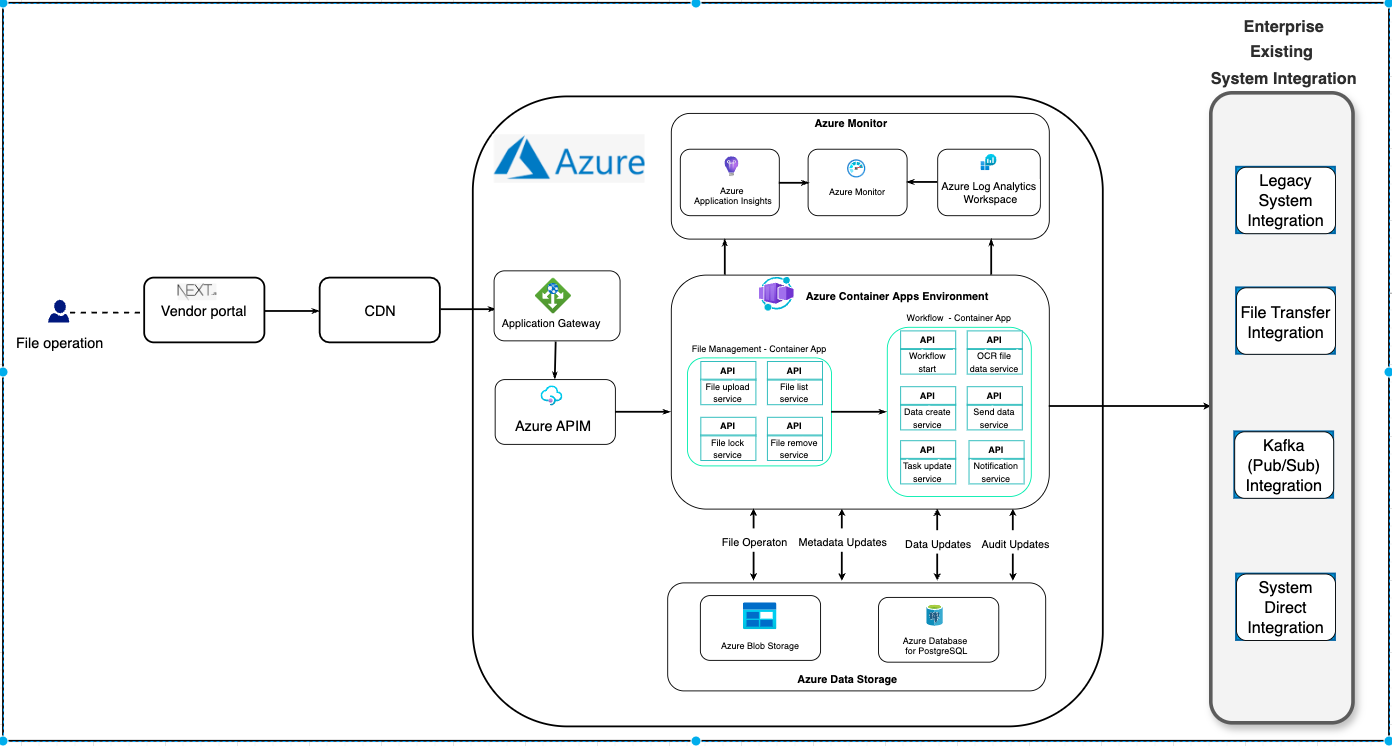 Enterprise
Existing
System Integration
Azure Monitor
Azure
Azure
Application Insights
Azure Monitor
Azure Log Analytics
Workspace
Legacy
System
Integration
NEXT.JS
Vendor portal
CDN
File operation
Application Gateway
Azure APIM
Azure Container Apps Environment
File Management - Container App
API
File upload
service
API
File list
service
API
File lock
service
API
File remove
service
Workflow - Container App
API
Workflow
start
API
OCR file
data service
API
Data create
service
API
Send data
service
API
Task update
service
API
Notification
service
File Transfer
Integration
Kafka
(Pub/Sub)
Integration
File Operaton
Metadata Updates
Data Updates
Audit Updates
Azure Blob Storage
Azure Database
for PostgreSQL
Azure Data Storage
System
Direct
Integration